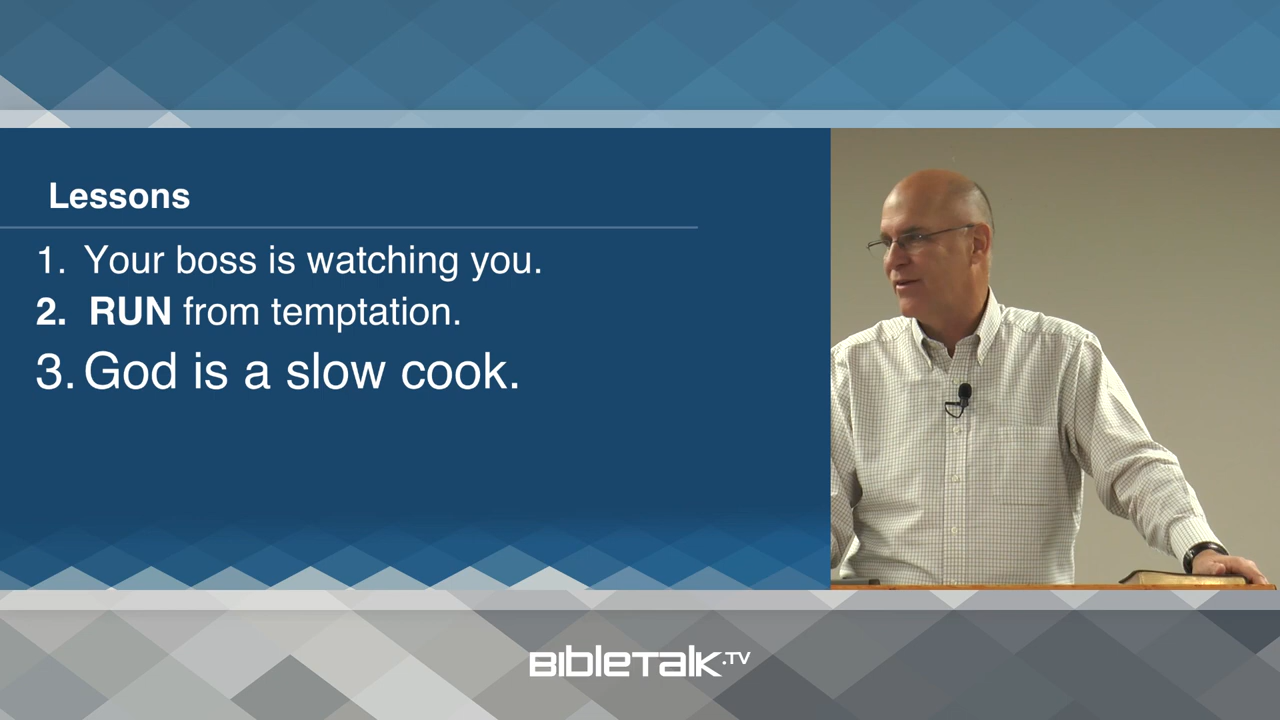 Lessons
1. Your boss is watching you.
2. RUN from temptation.
3. God is a slow cook.
BIBLETALK.TV